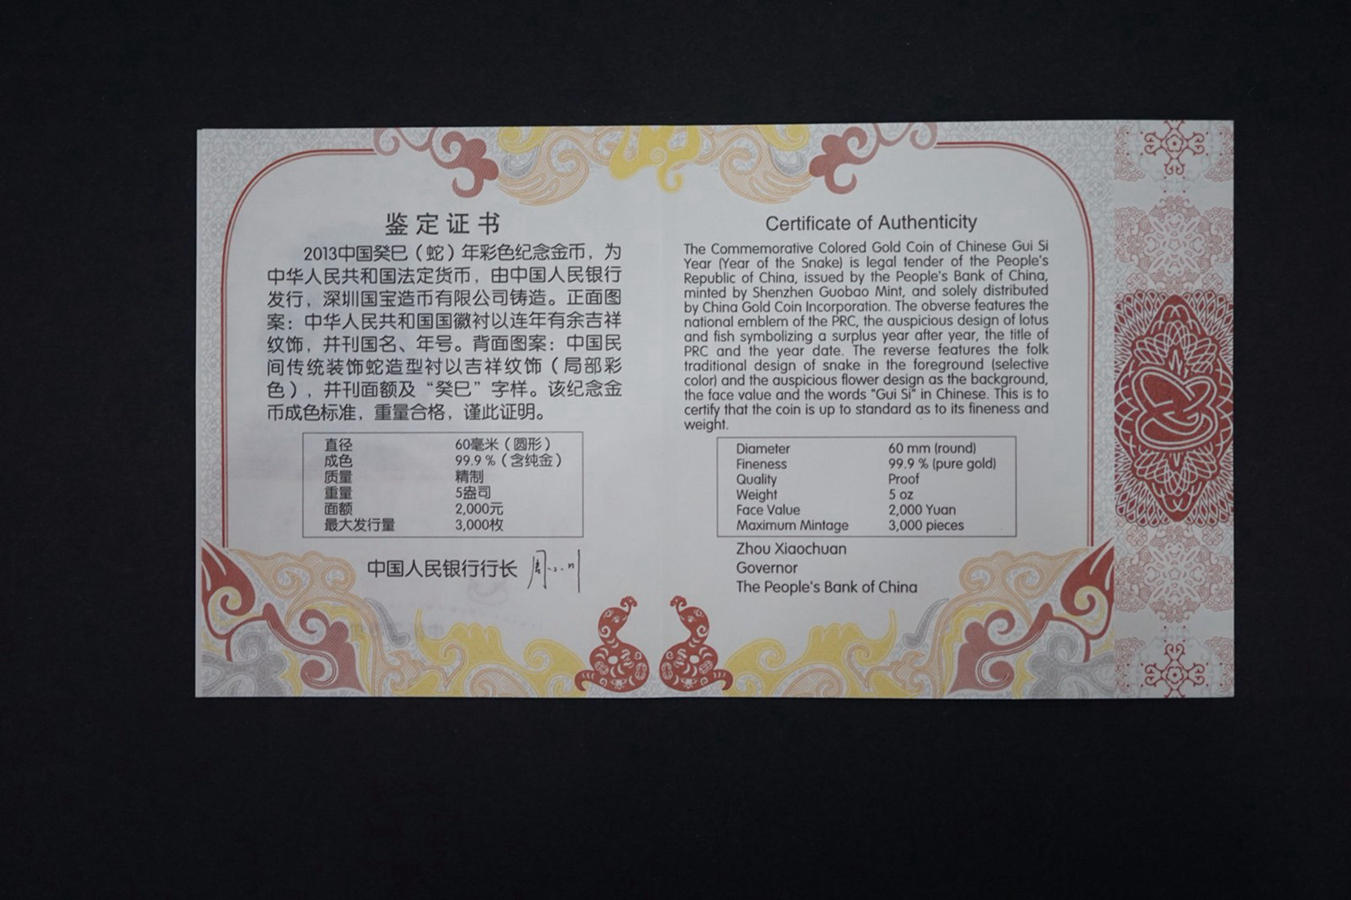 鉴定证书
2013中国癸巳（蛇）年彩色纪念金币，为
中华人民共和国法定货币，由中国人民银行
发行，深圳国宝造币有限公司铸造。正面图
案：中华人民共和国国徽衬以连年有余吉祥
纹饰，并刊国名、年号。背面图案：中国民
间传统装饰蛇造型衬以吉祥纹饰（局部彩
色），并刊面额及“癸巳”字样。该纪念金
币成色标准，重量合格，谨此证明。
直径 60毫米（圆形）
成色 99.9％（含纯金）
质量 精制
重量 5盎司
面额 2,000元
最大发行量 3,000枚
中国人民银行行长 周小川
Certificate of Authenticity
The Commemorative Colored Gold Coin of Chinese Gui Si
Year (Year of the Snake) is legal tender of the People's
Republic of China, issued by the People's Bank of China,
minted by Shenzhen Guobao Mint, and solely distributed
by China Gold Coin Incorporation. The obverse features the
national emblem of the PRC, the auspicious design of lotus
and fish symbolizing a surplus year after year, the title of
PRC and the year date. The reverse features the folk
traditional design of snake in the foreground (selective
color) and the auspicious flower design as the background,
the face value and the words "Gui Si" in Chinese. This is to
certify that the coin is up to standard as to its fineness and
weight.
Diameter 60 mm (round)
Fineness 99.9 % (pure gold)
Quality Proof
Weight 5 oz
Face Value 2,000 Yuan
Maximum Mintage 3,000 pieces
Zhou Xiaochuan
Governor
The People's Bank of China